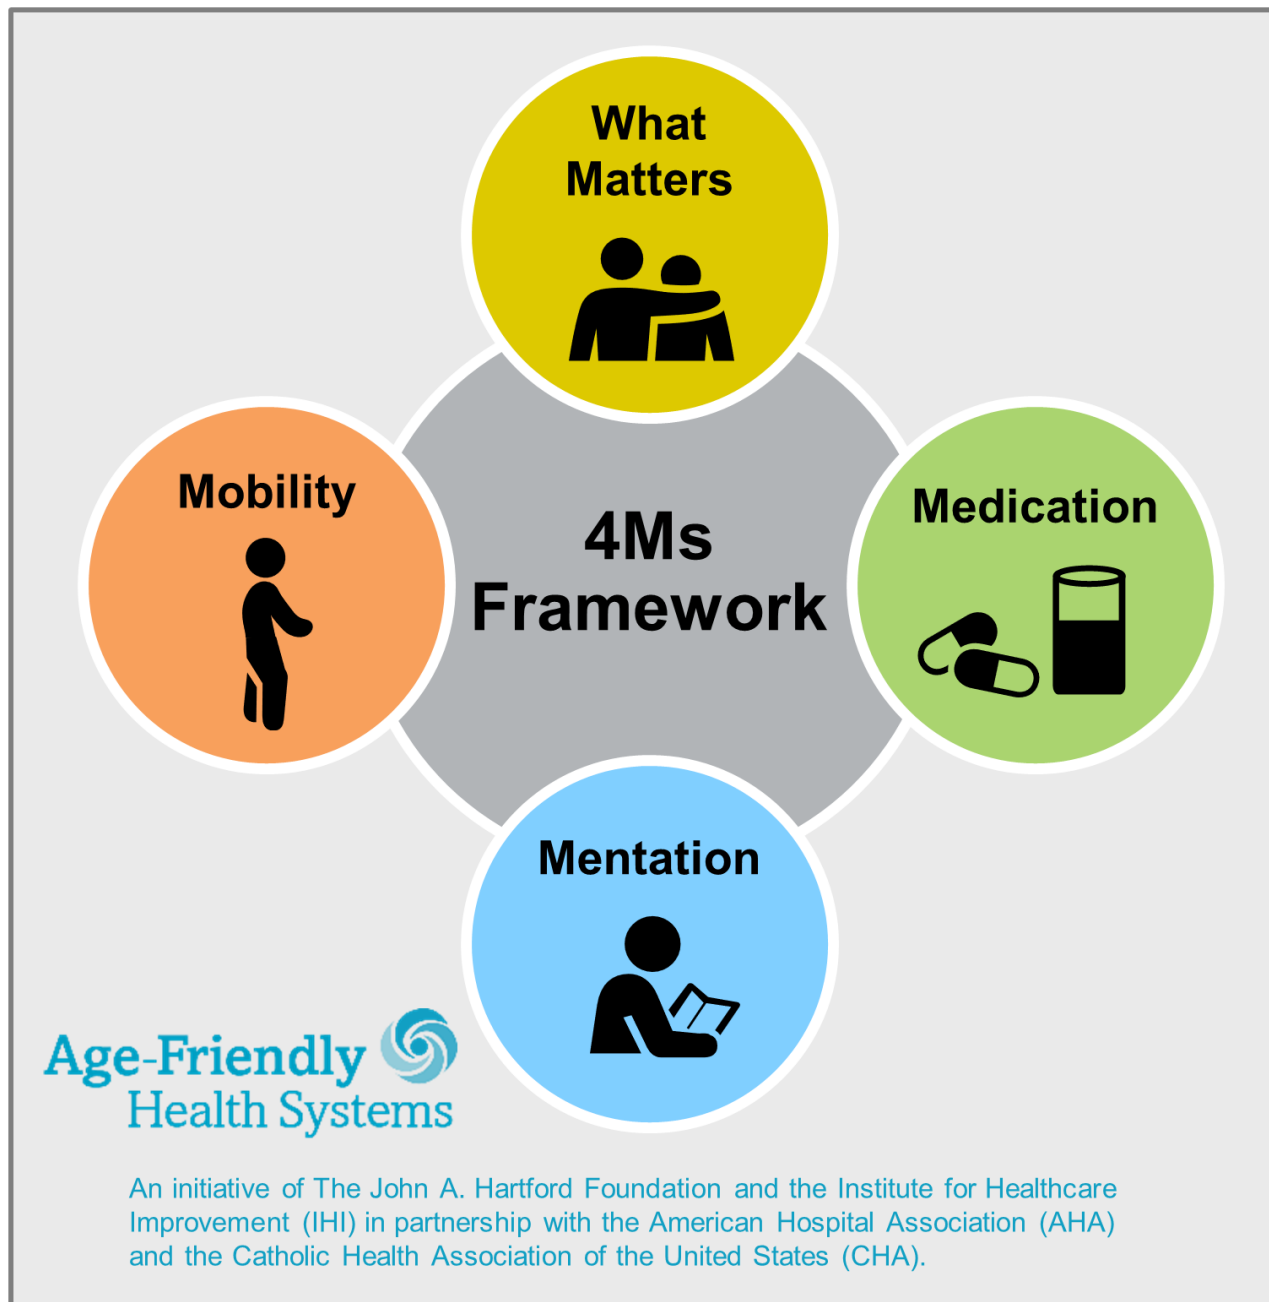 What
Matters
Mobility
Medication
4Ms
Framework
Mentation
Age-Friendly
Health Systems
An initiative of The John A. Hartford Foundation and the Institute for Healthcare
Improvement (IHI) in partnership with the American Hospital Association (AHA)
and the Catholic Health Association of the United States (CHA).